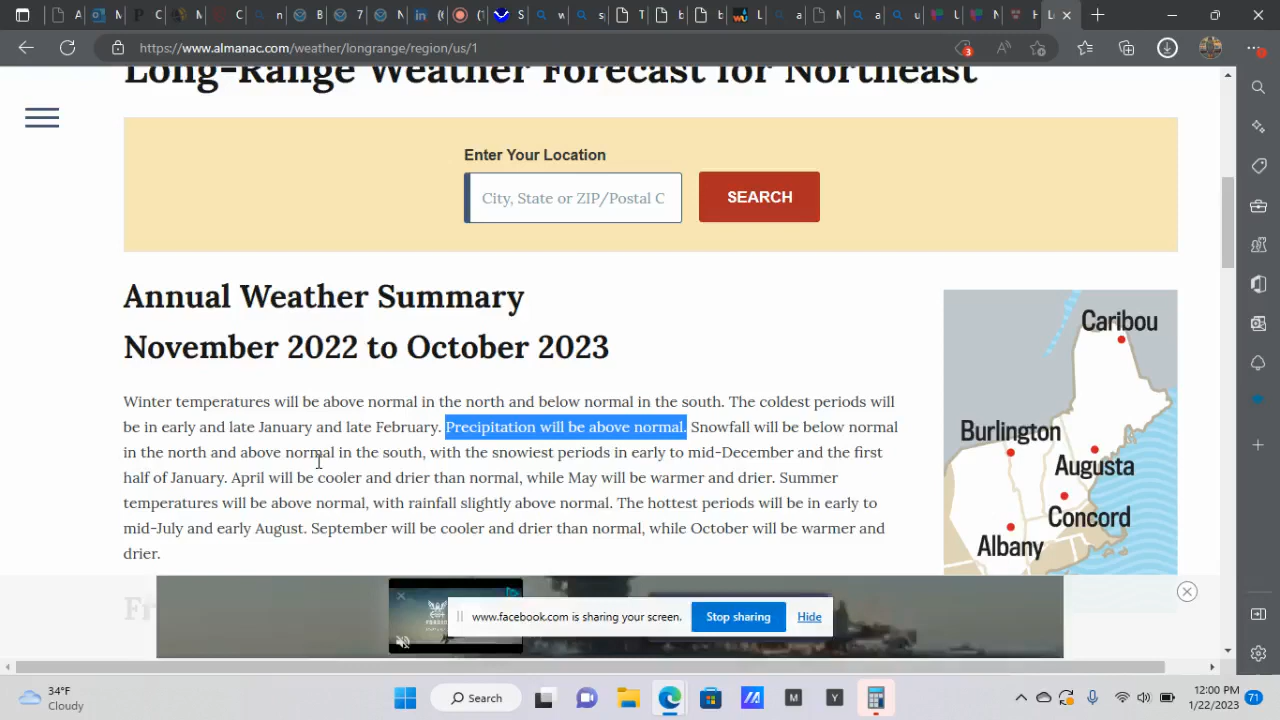 https://www.almanac.com/weather/longrange/region/us/1
3
Long-Range Weather Forecast for Northeast
Enter Your Location
City, State or ZIP/Postal C
SEARCH
Annual Weather Summary
November 2022 to October 2023
Winter temperatures will be above normal in the north and below normal in the south. The coldest periods will
be in early and late January and late February. Precipitation will be above normal. Snowfall will be below normal
in the north and above normal in the south, with the snowiest periods in early to mid-December and the first
half of January. April will be cooler and drier than normal, while May will be warmer and drier. Summer
temperatures will be above normal, with rainfall slightly above normal. The hottest periods will be in early to
mid-July and early August. September will be cooler and drier than normal, while October will be warmer and
drier.
Caribou
Burlington
Augusta
Concord
Albany
www.facebook.com is sharing your screen.
Stop sharing
Hide
34°F
Cloudy
Search
M
Y
12:00 PM
1/22/2023
71